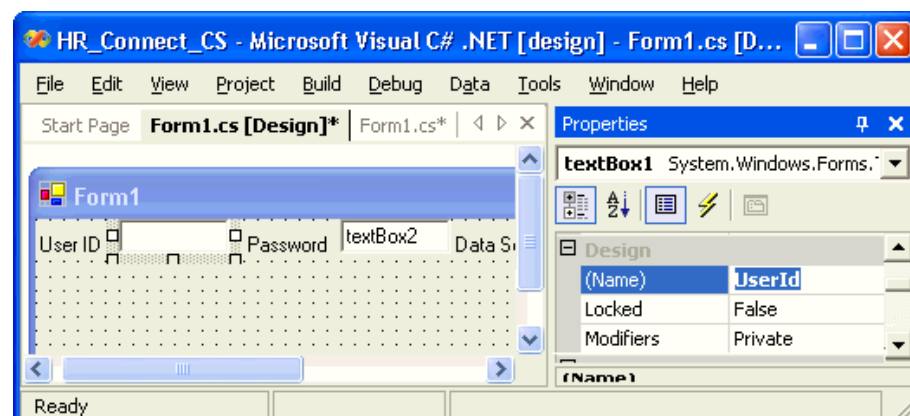 HR_Connect_CS - Microsoft Visual C# .NET [design] - Form1.cs [D...
File Edit View Project Build Debug Data Tools Window Help
Start Page Form1.cs [Design]* Form1.cs*
Properties
textBox1 System.Windows.Forms.
Form1
User ID Password textBox2 Data S
Design
(Name) UserId
Locked False
Modifiers Private
(Name)
Ready